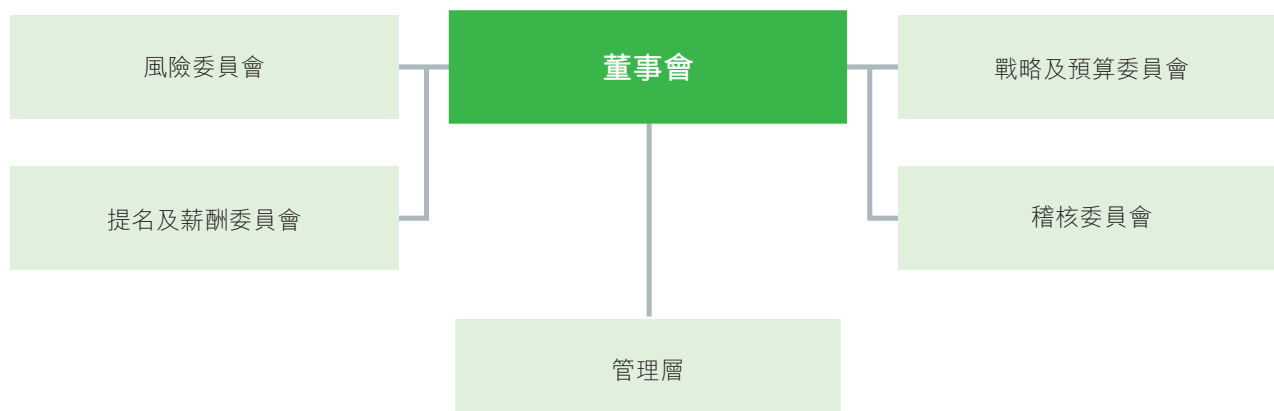 風險委員會
董事會
戰略及預算委員會
提名及薪酬委員會
稽核委員會
管理層